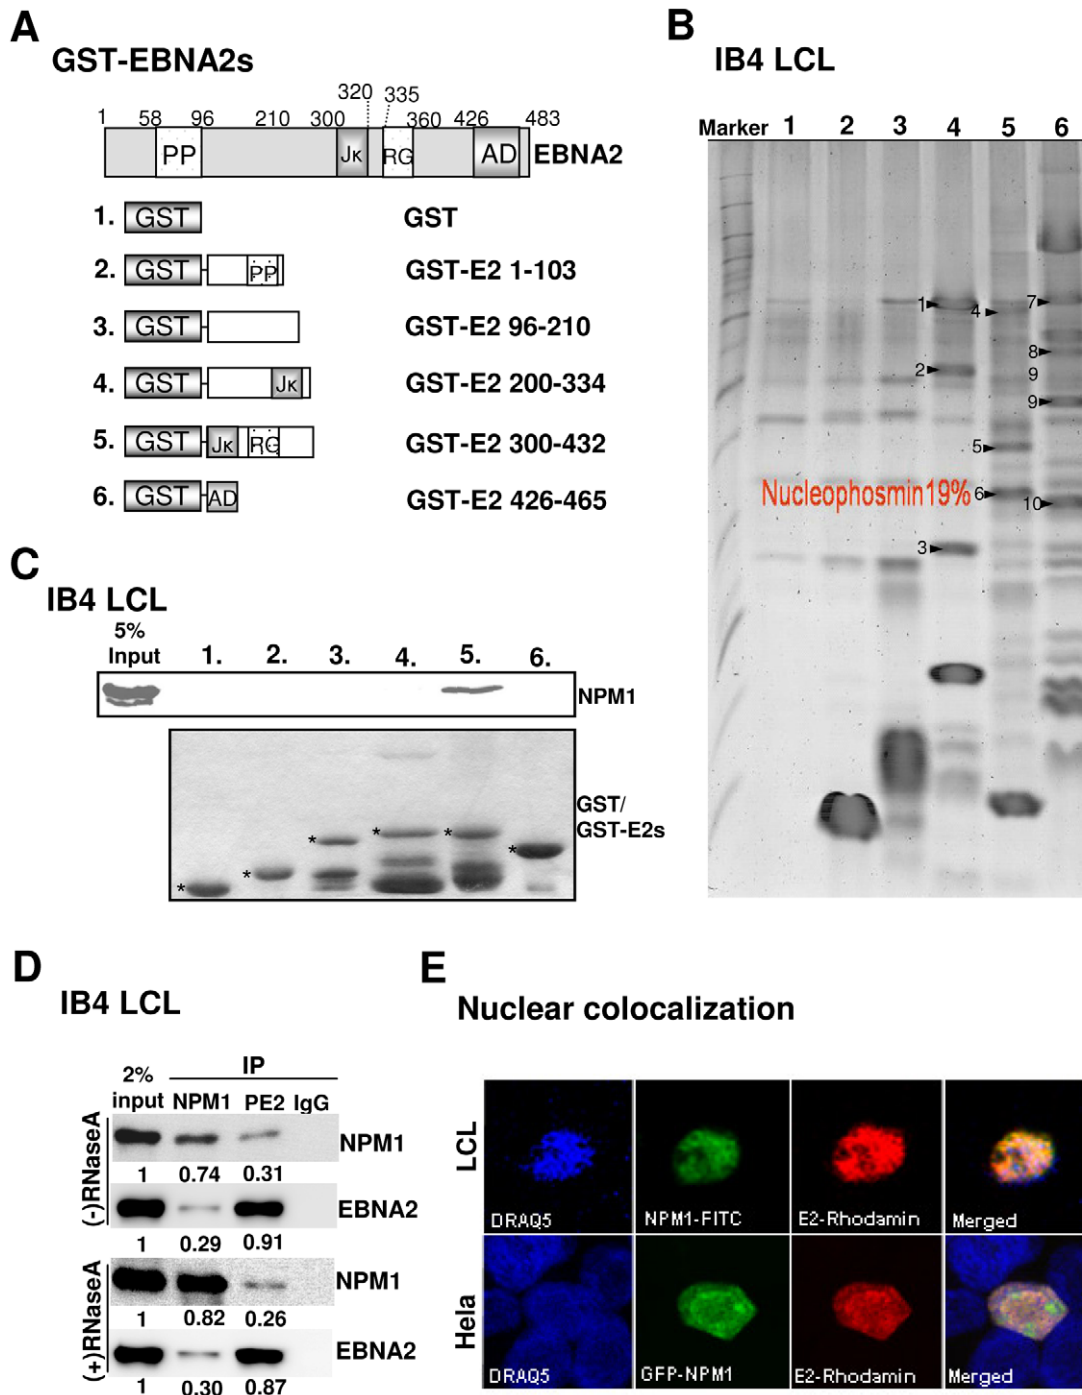 A
GST-EBNA2s
320 335
1 58 96 210 300 360 426 483
PP Jκ RG AD EBNA2
1. GST GST
2. GST PP GST-E2 1-103
3. GST GST-E2 96-210
4. GST Jκ GST-E2 200-334
5. GST Jκ RG GST-E2 300-432
6. GST AD GST-E2 426-465
B
IB4 LCL
Marker 1 2 3 4 5 6
1
4
7
8
2
9
9
5
Nucleophosmin19%
6
10
3
C
IB4 LCL
5%
Input 1. 2. 3. 4. 5. 6.
NPM1
GST/
GST-E2s
* * * * * *
D
IB4 LCL
2% IP
input NPM1 PE2 IgG
(-)RNaseA
NPM1
1 0.74 0.31
EBNA2
1 0.29 0.91
(+)RNaseA
NPM1
1 0.82 0.26
EBNA2
1 0.30 0.87
E
Nuclear colocalization
LCL
DRAQ5 NPM1-FITC E2-Rhodamin Merged
Hela
DRAQ5 GFP-NPM1 E2-Rhodamin Merged